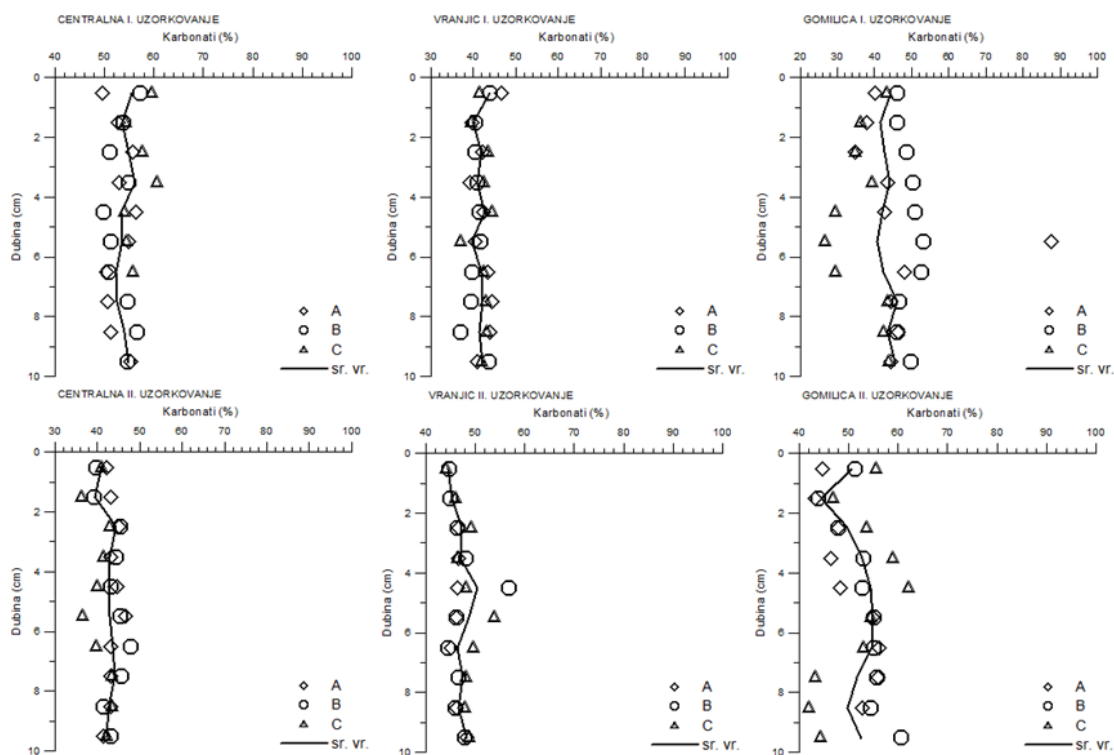 CENTRALNA I. UZORKOVANJE
Karbonati (%)
40 50 60 70 80 90 100
0
2
4
6
8
10
Dubina (cm)
A
B
C
sr. vr.
VRANJIC I. UZORKOVANJE
Karbonati (%)
30 40 50 60 70 80 90 100
0
2
4
6
8
10
Dubina (cm)
A
B
C
sr. vr.
GOMILICA I. UZORKOVANJE
Karbonati (%)
20 30 40 50 60 70 80 90 100
0
2
4
6
8
10
Dubina (cm)
A
B
C
sr. vr.
CENTRALNA II. UZORKOVANJE
Karbonati (%)
30 40 50 60 70 80 90 100
0
2
4
6
8
10
Dubina (cm)
A
B
C
sr. vr.
VRANJIC II. UZORKOVANJE
Karbonati (%)
40 50 60 70 80 90 100
0
2
4
6
8
10
Dubina (cm)
A
B
C
sr. vr.
GOMILICA II. UZORKOVANJE
Karbonati (%)
40 50 60 70 80 90 100
0
2
4
6
8
10
Dubina (cm)
A
B
C
sr. vr.